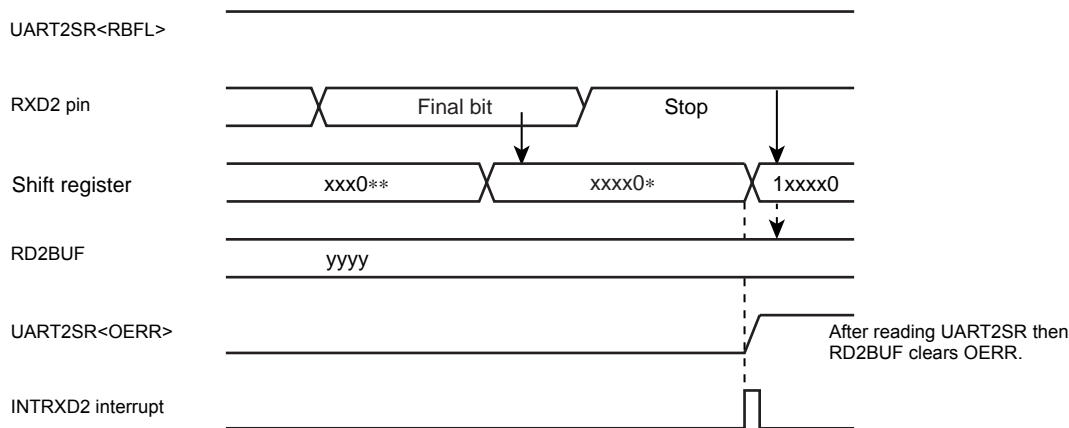 UART2SR<RBFL>
RXD2 pin
Final bit
Stop
Shift register
xxx0**
xxxx0*
1xxxx0
RD2BUF
yyyy
UART2SR<OERR>
After reading UART2SR then
RD2BUF clears OERR.
INTRXD2 interrupt